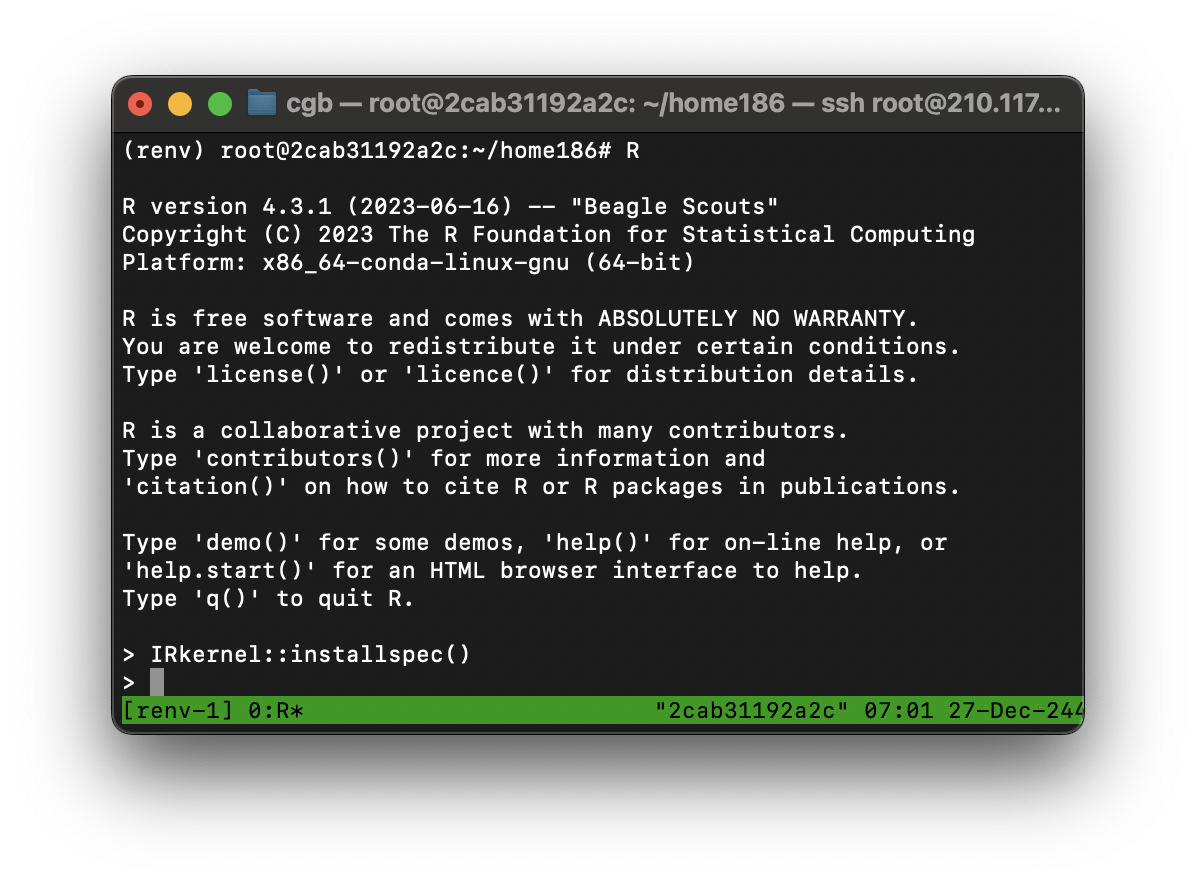 cgb — root@2cab31192a2c: ~/home186 — ssh root@210.117...
(renv) root@2cab31192a2c:~/home186# R
R version 4.3.1 (2023-06-16) -- "Beagle Scouts"
Copyright (C) 2023 The R Foundation for Statistical Computing
Platform: x86_64-conda-linux-gnu (64-bit)
R is free software and comes with ABSOLUTELY NO WARRANTY.
You are welcome to redistribute it under certain conditions.
Type 'license()' or 'licence()' for distribution details.
R is a collaborative project with many contributors.
Type 'contributors()' for more information and
'citation()' on how to cite R or R packages in publications.
Type 'demo()' for some demos, 'help()' for on-line help, or
'help.start()' for an HTML browser interface to help.
Type 'q()' to quit R.
> IRkernel::installspec()
>
[renv-1] 0:R* "2cab31192a2c" 07:01 27-Dec-244